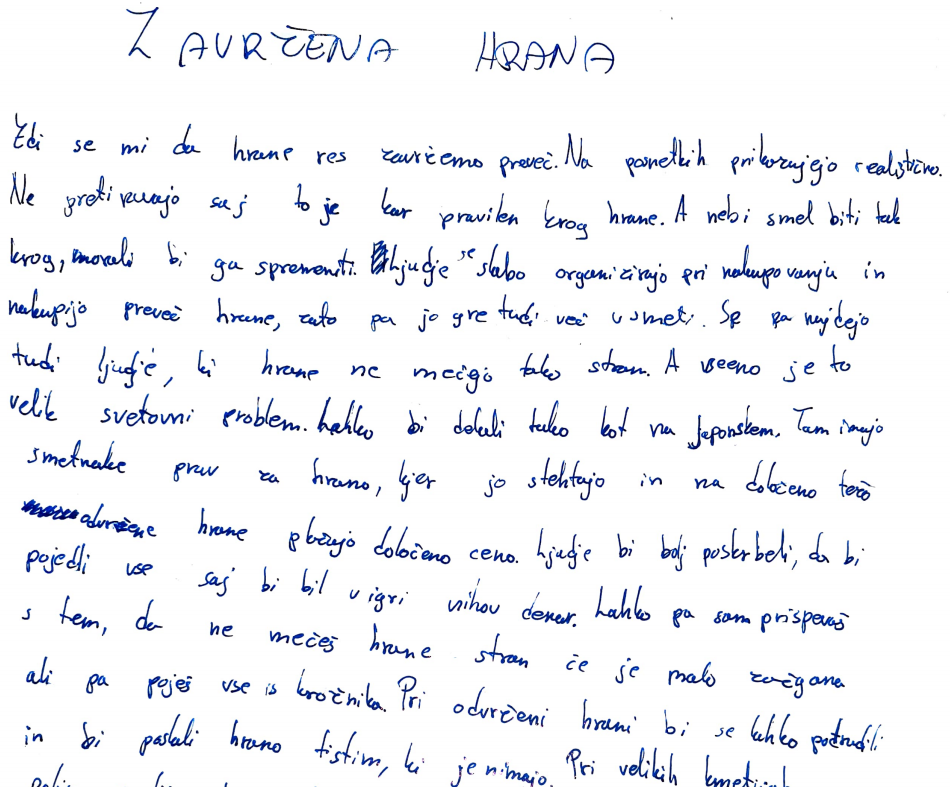 ZAVRŽENA HRANA
Zdi se mi da hrane res zavržemo preveč. Na posnetkih prikazujejo realistično.
Ne pretiravajo saj to je kar pravilen krog hrane. A nebi smel biti tak
krog, morali bi ga spremeniti. Ljudje se slabo organizirajo pri nakupovanju in
nakupijo preveč hrane, zato pa jo gre tudi več v smeti. Se pa najdejo
tudi ljudje, ki hrane ne mečejo tako stran. A vseeno je to
velik svetovni problem. Lahko bi delali tako kot na Japonskem. Tam imajo
smetnake prav za hrano, kjer jo stehtajo in na določeno težo
odvržene hrane plačajo določeno ceno. Ljudje bi bolj poskrbeli, da bi
pojedli vse saj bi bil v igri nihov denar. Lahko pa sam prispevaš
s tem, da ne mečeš hrane stran če je malo zažgana
ali pa poješ vse is krožnika. Pri odvrženi hrani bi se lahko potrudili
in bi poslali hrano tistim, ki je nimajo. Pri velikih